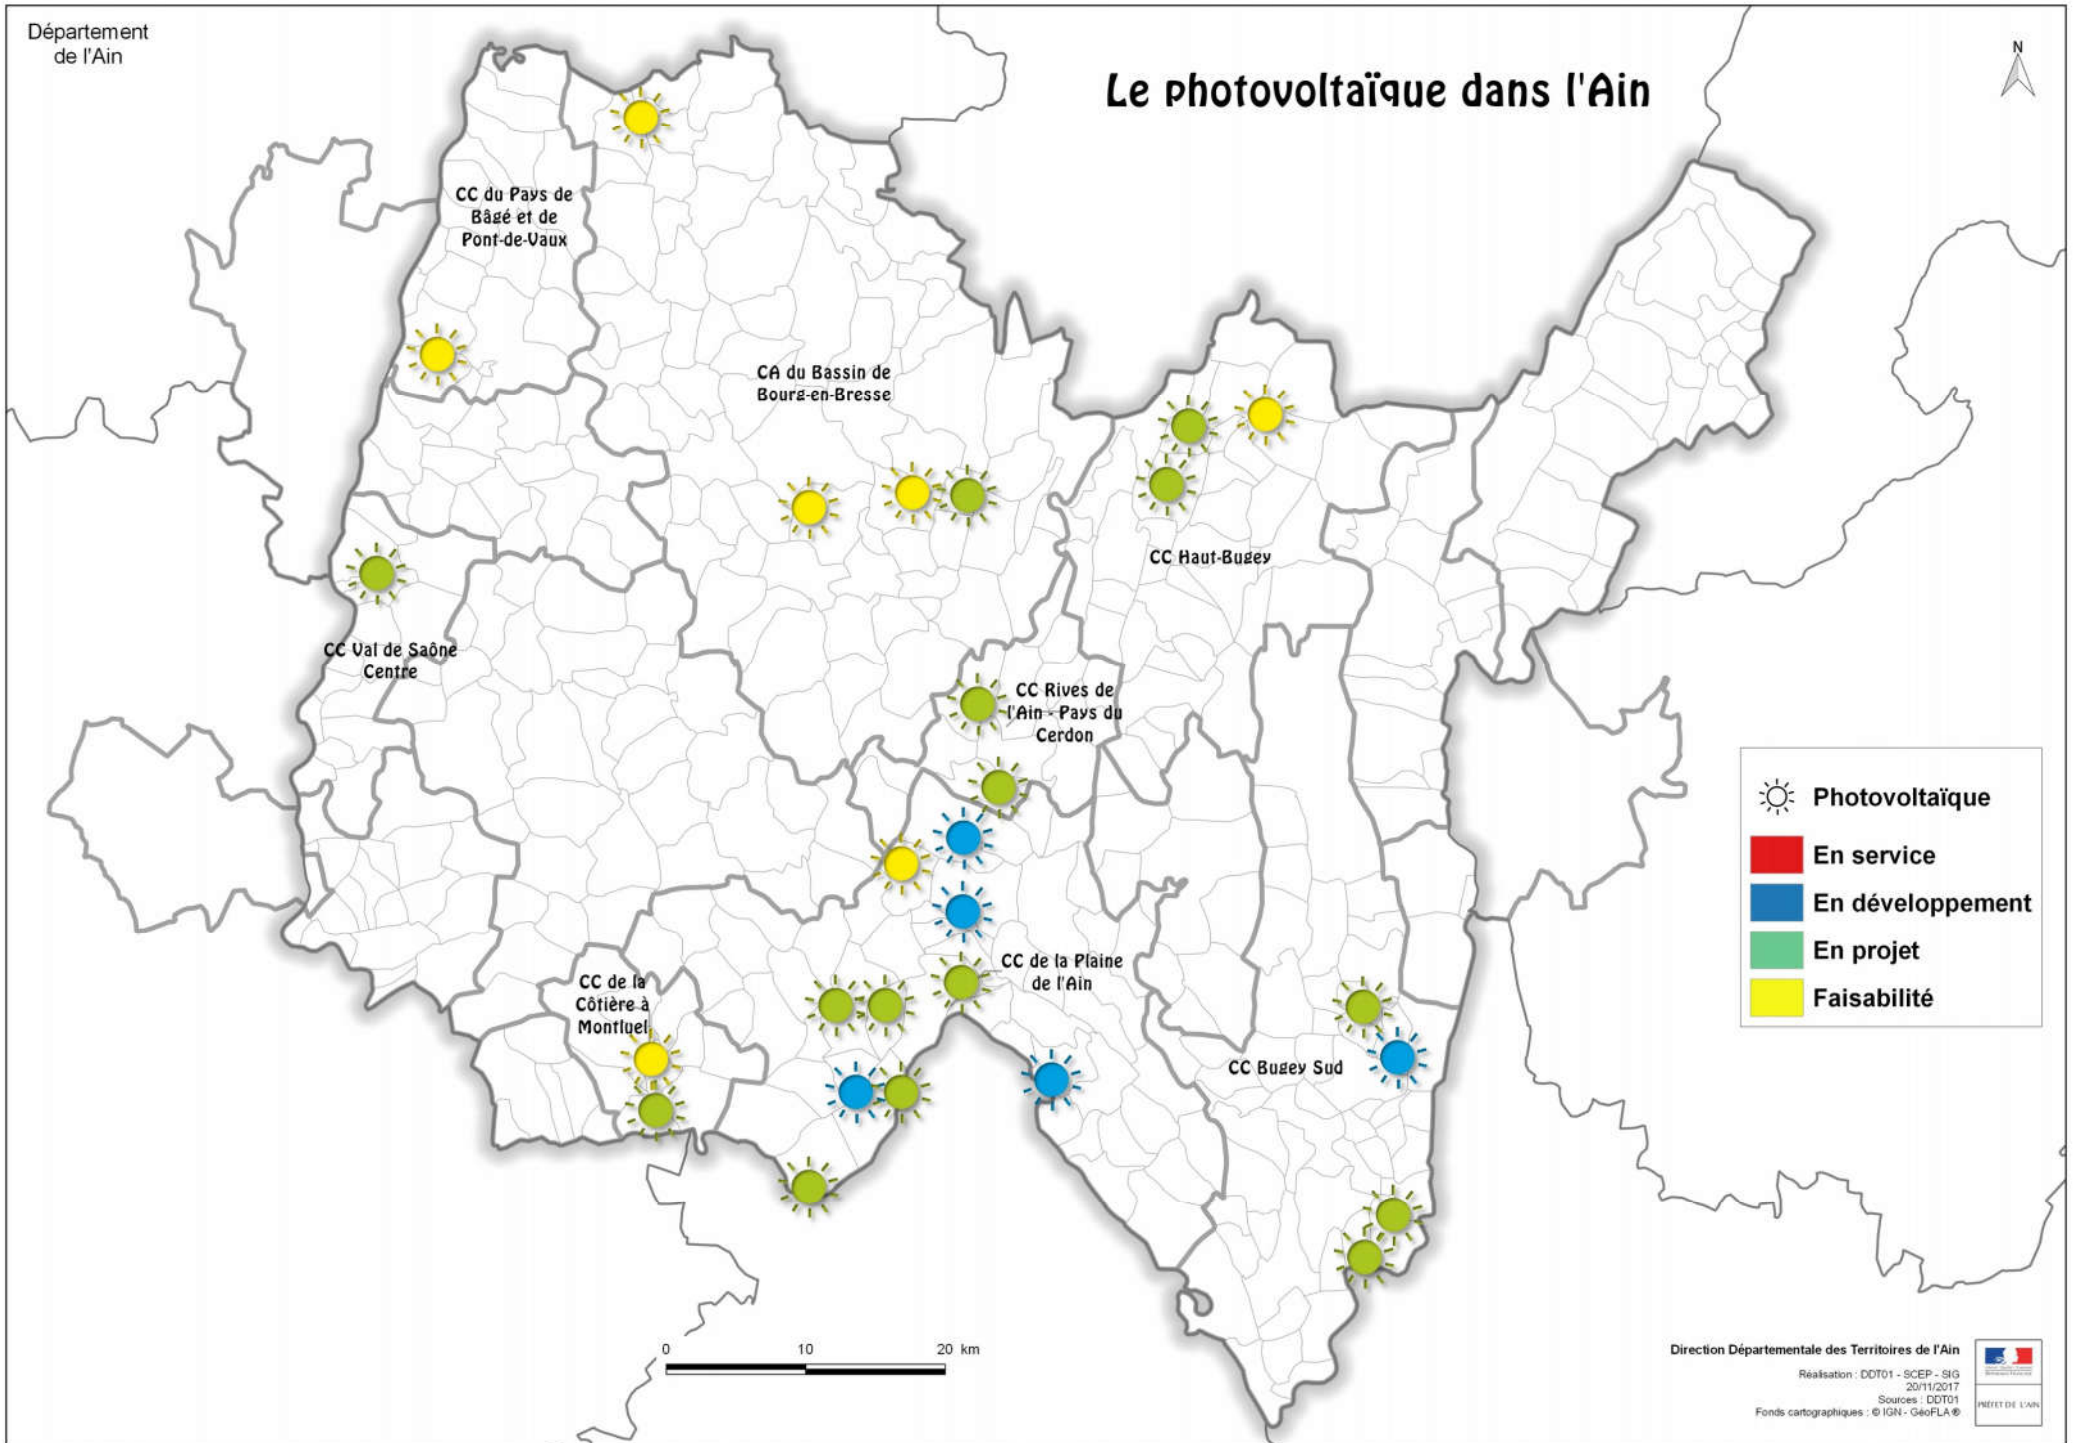 Département
de l'Ain
Le photovoltaïque dans l'Ain
N
CC du Pays de
Bâgé et de
Pont-de-Vaux
CA du Bassin de
Bourg-en-Bresse
CC Haut-Bugey
CC Val de Saône
Centre
CC Rives de
l'Ain - Pays du
Cerdon
Photovoltaïque
En service
En développement
En projet
Faisabilité
CC de la Plaine
de l'Ain
CC de la
Côtière à
Montluel
CC Bugey Sud
0 10 20 km
Direction Départementale des Territoires de l'Ain
Réalisation : DDT01 - SCEP - SIG
20/11/2017
Sources : DDT01
Fonds cartographiques : © IGN - GéoFLA ®
PRÉFET DE L'AIN